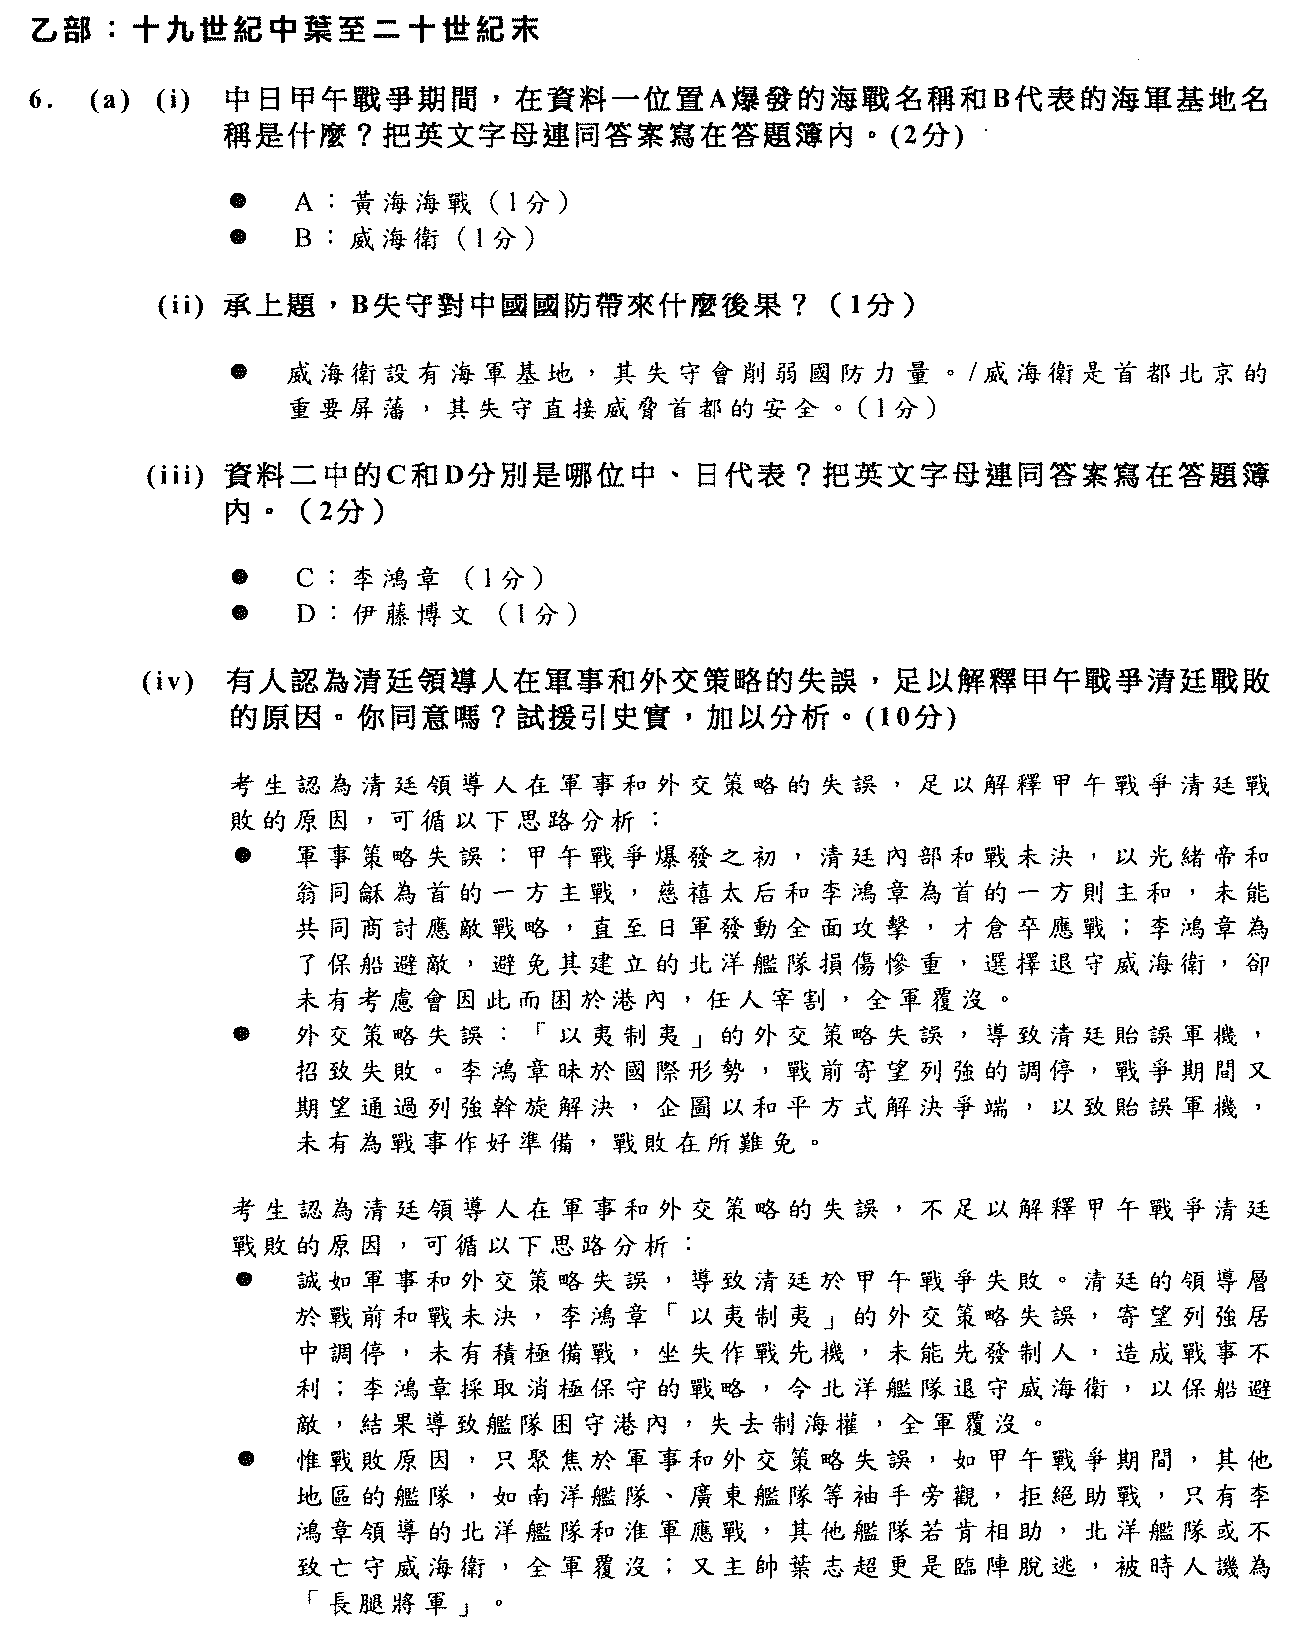 乙部：十九世紀中葉至二十世紀末
6. (a) (i) 中日甲午戰爭期間，在資料一位置A爆發的海戰名稱和B代表的海軍基地名
稱是什麼？把英文字母連同答案寫在答題簿內。(2分)
● A：黃海海戰（1分）
● B：威海衛（1分）
(ii) 承上題，B失守對中國國防帶來什麼後果？（1分）
● 威海衛設有海軍基地，其失守會削弱國防力量。/威海衛是首都北京的
重要屏藩，其失守直接威脅首都的安全。(1分)
(iii) 資料二中的C和D分別是哪位中、日代表？把英文字母連同答案寫在答題簿
內。（2分）
● C：李鴻章（1分）
● D：伊藤博文（1分）
(iv) 有人認為清廷領導人在軍事和外交策略的失誤，足以解釋甲午戰爭清廷戰敗
的原因。你同意嗎？試援引史實，加以分析。(10分)
考生認為清廷領導人在軍事和外交策略的失誤，足以解釋甲午戰爭清廷戰
敗的原因，可循以下思路分析：
● 軍事策略失誤：甲午戰爭爆發之初，清廷內部和戰未決，以光緒帝和
翁同龢為首的一方主戰，慈禧太后和李鴻章為首的一方則主和，未能
共同商討應敵戰略，直至日軍發動全面攻擊，才倉卒應戰；李鴻章為
了保船避敵，避免其建立的北洋艦隊損傷慘重，選擇退守威海衛，卻
未有考慮會因此而困於港內，任人宰割，全軍覆沒。
● 外交策略失誤：「以夷制夷」的外交策略失誤，導致清廷貽誤軍機，
招致失敗。李鴻章昧於國際形勢，戰前寄望列強的調停，戰爭期間又
期望通過列強斡旋解決，企圖以和平方式解決爭端，以致貽誤軍機，
未有為戰事作好準備，戰敗在所難免。
考生認為清廷領導人在軍事和外交策略的失誤，不足以解釋甲午戰爭清廷
戰敗的原因，可循以下思路分析：
● 誠如軍事和外交策略失誤，導致清廷於甲午戰爭失敗。清廷的領導層
於戰前和戰未決，李鴻章「以夷制夷」的外交策略失誤，寄望列強居
中調停，未有積極備戰，坐失作戰先機，未能先發制人，造成戰事不
利；李鴻章採取消極保守的戰略，令北洋艦隊退守威海衛，以保船避
敵，結果導致艦隊困守港內，失去制海權，全軍覆沒。
● 惟戰敗原因，只聚焦於軍事和外交策略失誤，如甲午戰爭期間，其他
地區的艦隊，如南洋艦隊、廣東艦隊等袖手旁觀，拒絕助戰，只有李
鴻章領導的北洋艦隊和淮軍應戰，其他艦隊若肯相助，北洋艦隊或不
致亡守威海衛，全軍覆沒；又主帥葉志超更是臨陣脫逃，被時人譏為
「長腿將軍」。